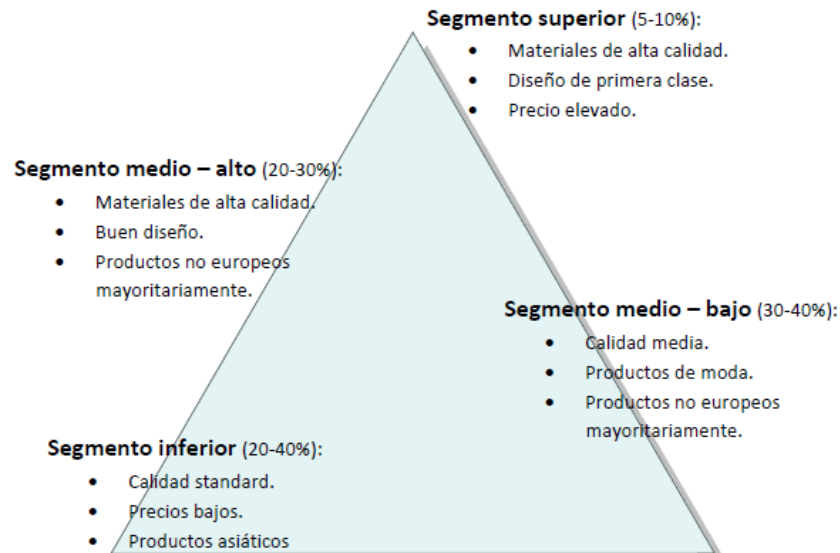 Segmento superior (5-10%):
• Materiales de alta calidad.
• Diseño de primera clase.
• Precio elevado.
Segmento medio – alto (20-30%):
• Materiales de alta calidad.
• Buen diseño.
• Productos no europeos
mayoritariamente.
Segmento medio – bajo (30-40%):
• Calidad media.
• Productos de moda.
• Productos no europeos
mayoritariamente.
Segmento inferior (20-40%):
• Calidad standard.
• Precios bajos.
• Productos asiáticos